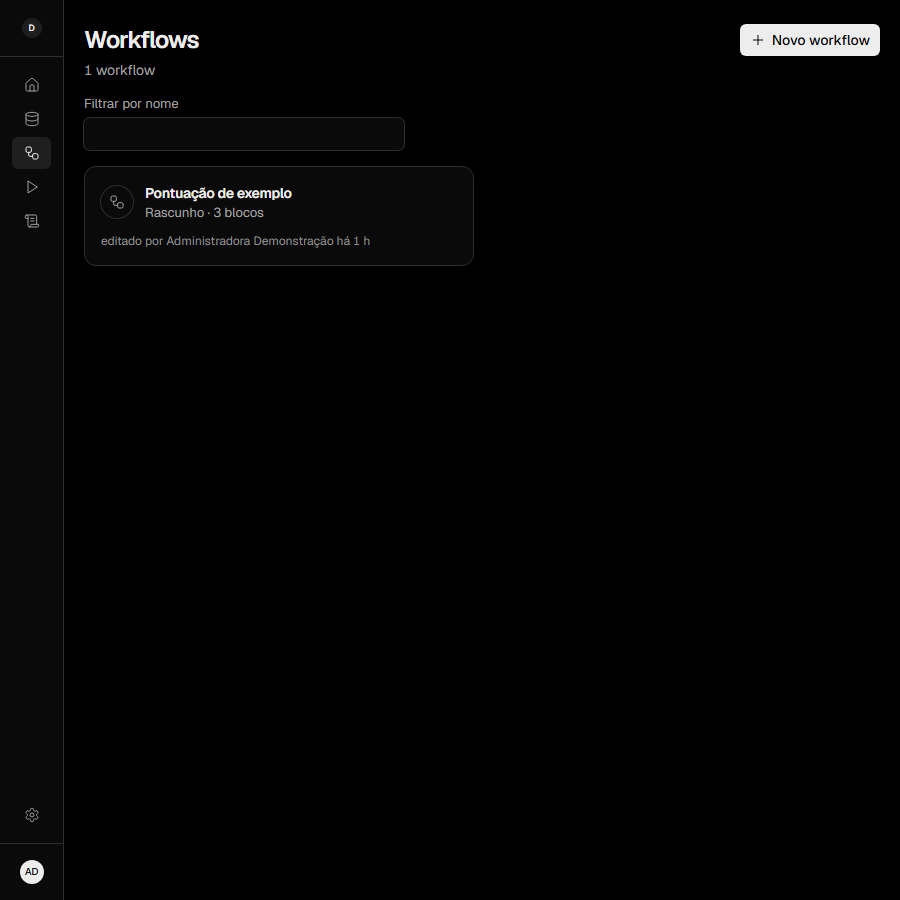 D
Workflows
Novo workflow
1 workflow
Filtrar por nome
Pontuação de exemplo
Rascunho · 3 blocos
editado por Administradora Demonstração há 1 h
AD